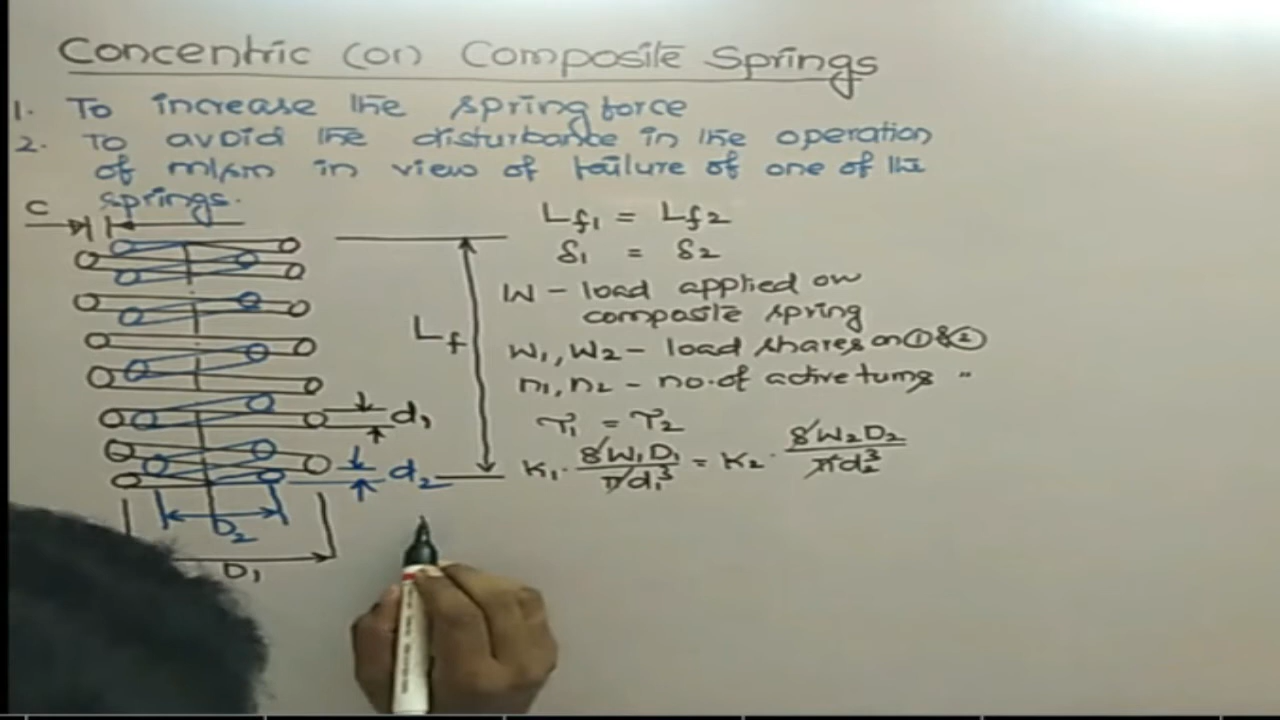 Concentric (or) Composite Springs
1. To increase the spring force
2. To avoid the disturbance in the operation
of m/cm in view of failure of one of the
springs.
C
Lf1 = Lf2
δ1 = δ2
W - load applied on
composite spring
Lf
W1, W2 - load shares on ① & ②
n1, n2 - no. of active turns "
d1
τ1 = τ2
K1 · 8W1D1/πd1³ = K2 · 8W2D2/πd2³
d2
D2
D1